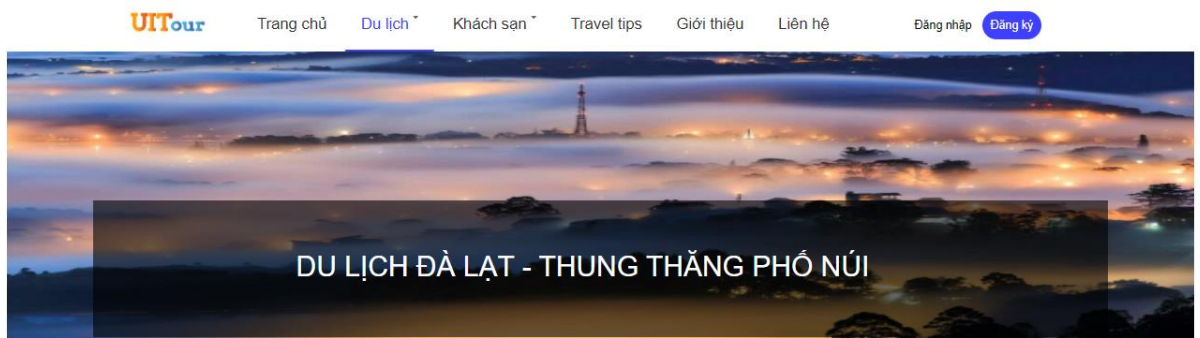 UITour Trang chủ Du lịch Khách sạn Travel tips Giới thiệu Liên hệ Đăng nhập Đăng ký
DU LỊCH ĐÀ LẠT - THUNG THĂNG PHỐ NÚI